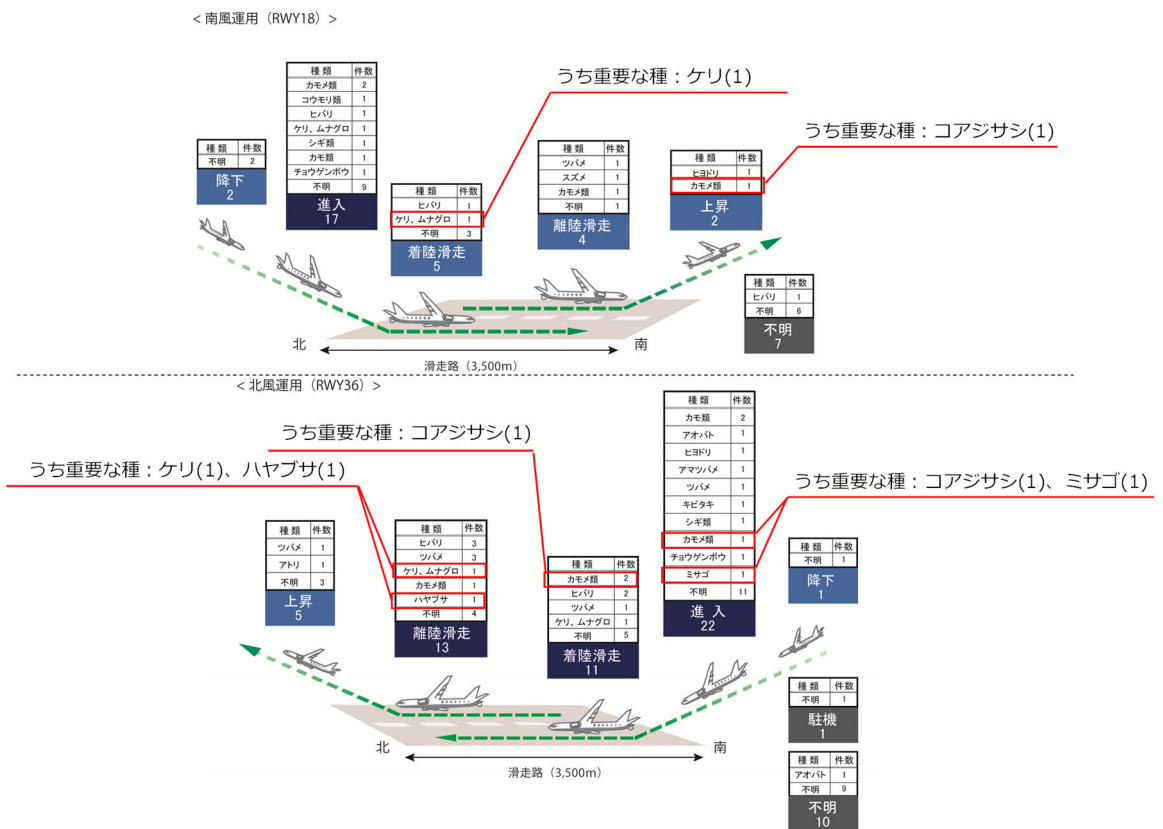 < 南風運用（RWY18）>
種 類 件数
カモメ類 2
コウモリ類 1
ヒバリ 1
ケリ、ムナグロ 1
シギ類 1
カモ類 1
チョウゲンボウ 1
不明 9
進入
17
うち重要な種：ケリ(1)
うち重要な種：コアジサシ(1)
種 類 件数
不明 2
降下
2
種 類 件数
ヒバリ 1
ケリ、ムナグロ 1
不明 3
着陸滑走
5
種 類 件数
ツバメ 1
スズメ 1
カモメ類 1
不明 1
離陸滑走
4
種 類 件数
ヒヨドリ 1
カモメ類 1
上昇
2
種 類 件数
ヒバリ 1
不明 6
不明
7
北 南
滑走路（3,500m）
< 北風運用（RWY36）>
うち重要な種：コアジサシ(1)
うち重要な種：ケリ(1)、ハヤブサ(1)
うち重要な種：コアジサシ(1)、ミサゴ(1)
種 類 件数
ツバメ 1
アトリ 1
不明 3
上昇
5
種 類 件数
ヒバリ 3
ツバメ 3
ケリ、ムナグロ 1
カモメ類 1
ハヤブサ 1
不明 4
離陸滑走
13
種 類 件数
カモメ類 2
ヒバリ 2
ツバメ 1
ケリ、ムナグロ 1
不明 5
着陸滑走
11
種 類 件数
カモ類 2
アオバト 1
ヒヨドリ 1
アマツバメ 1
ツバメ 1
キビタキ 1
シギ類 1
カモメ類 1
チョウゲンボウ 1
ミサゴ 1
不明 11
進 入
22
種 類 件数
不明 1
降下
1
種 類 件数
不明 1
駐機
1
種 類 件数
アオバト 1
不明 9
不明
10
北 南
滑走路（3,500m）